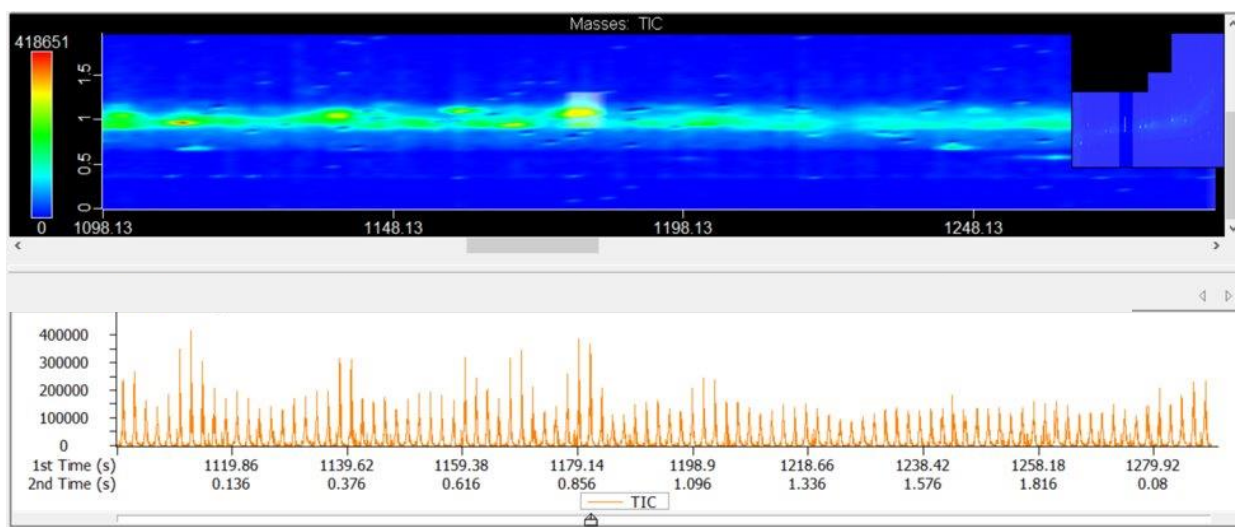 Masses: TIC
418651
0
1.5
1
0.5
0
1098.13 1148.13 1198.13 1248.13
400000
300000
200000
100000
0
1st Time (s) 1119.86 1139.62 1159.38 1179.14 1198.9 1218.66 1238.42 1258.18 1279.92
2nd Time (s) 0.136 0.376 0.616 0.856 1.096 1.336 1.576 1.816 0.08
TIC